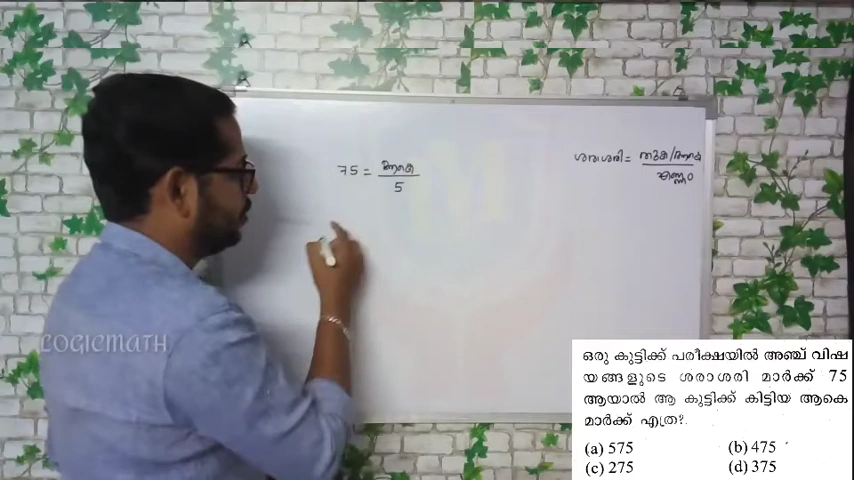 75 = ആകെ
5
ശരാശരി = തുക/ആകെ
എണ്ണം
LOGICMATH
ഒരു കുട്ടിക്ക് പരീക്ഷയിൽ അഞ്ച് വിഷ
യങ്ങളുടെ ശരാശരി മാർക്ക് 75
ആയാൽ ആ കുട്ടിക്ക് കിട്ടിയ ആകെ
മാർക്ക് എത്ര?
(a) 575 (b) 475
(c) 275 (d) 375